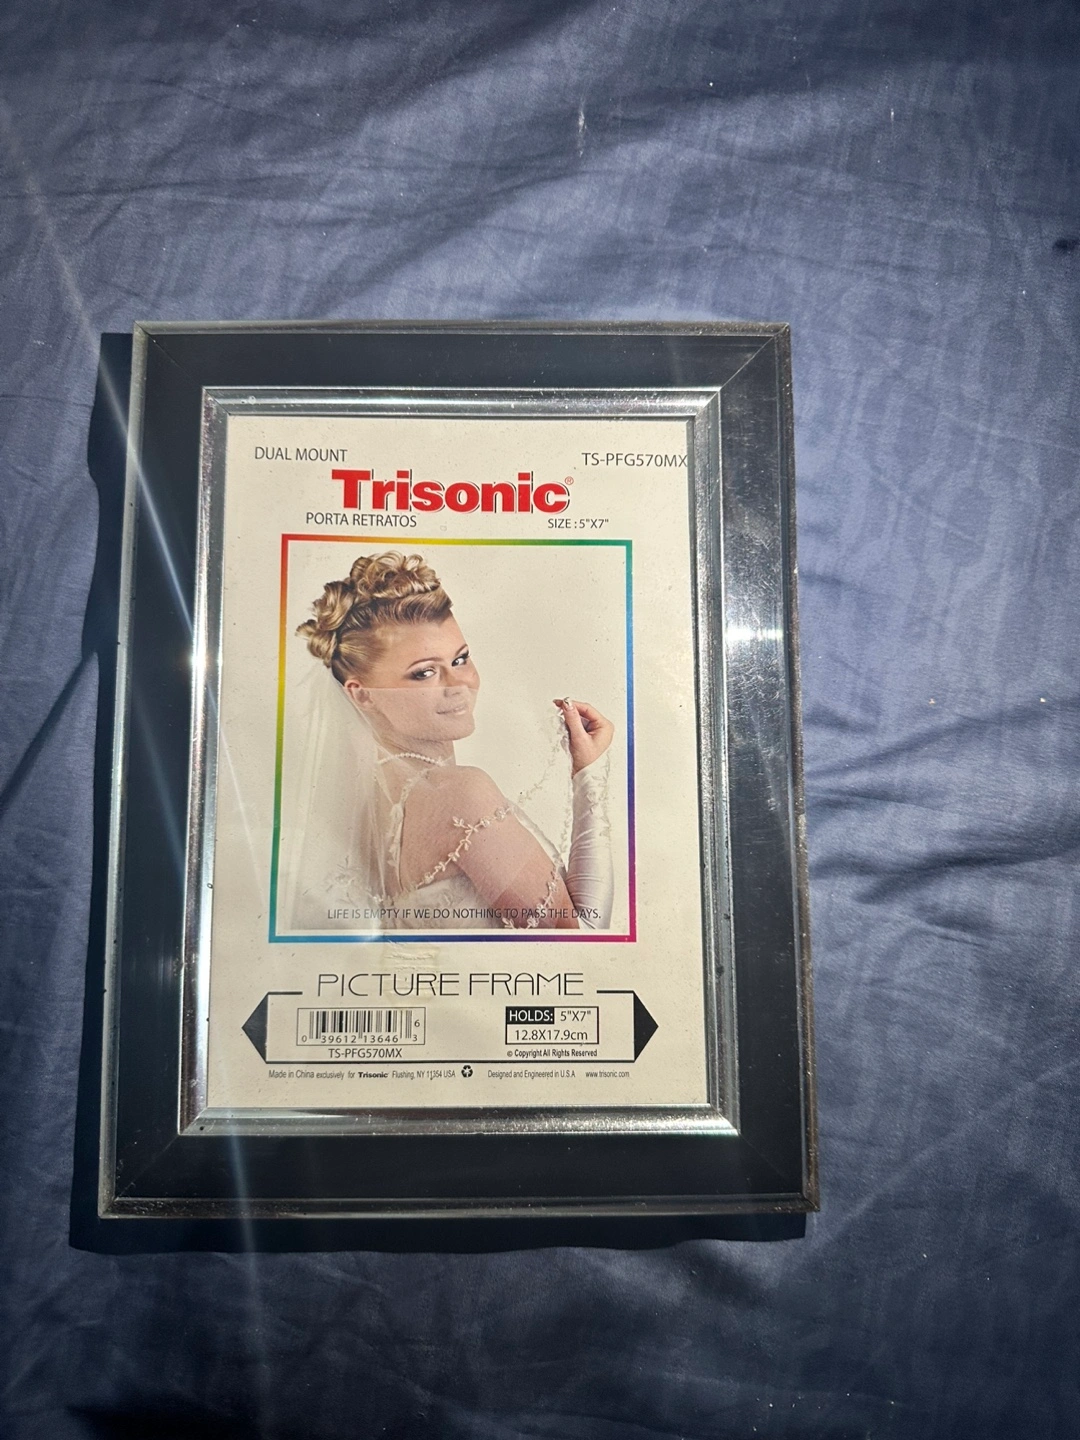 DUAL MOUNT
TS-PFG570MX
Trisonic®
PORTA RETRATOS
SIZE : 5"X7"
LIFE IS EMPTY IF WE DO NOTHING TO PASS THE DAYS.
PICTURE FRAME
0 39612 13646 3
6
TS-PFG570MX
HOLDS: 5"X7"
12.8X17.9cm
© Copyright All Rights Reserved
Made in China exclusively for Trisonic Flushing, NY 11354 USA Designed and Engineered in U.S.A www.trisonic.com